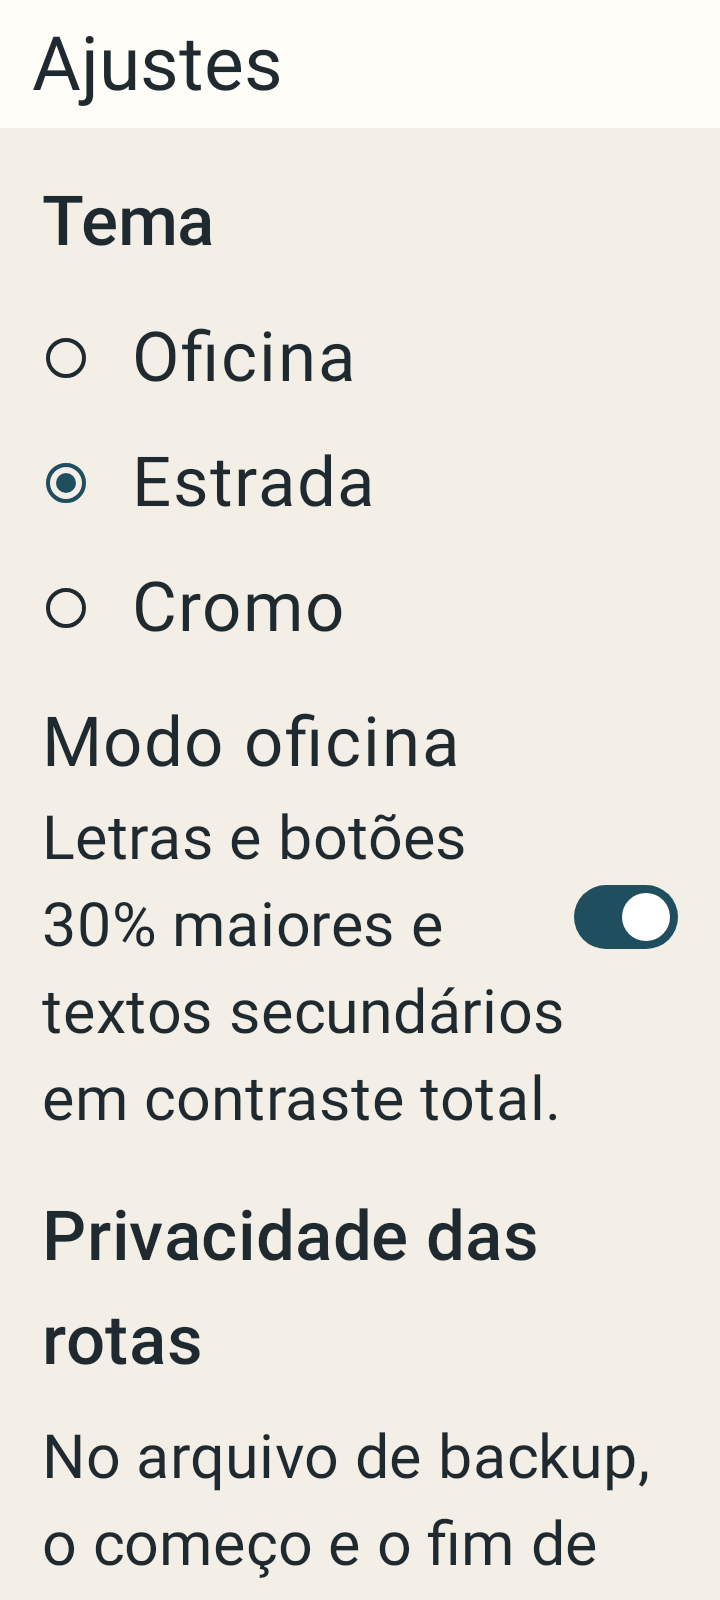 Ajustes
Tema
Oficina
Estrada
Cromo
Modo oficina
Letras e botões
30% maiores e
textos secundários
em contraste total.
Privacidade das
rotas
No arquivo de backup,
o começo e o fim de